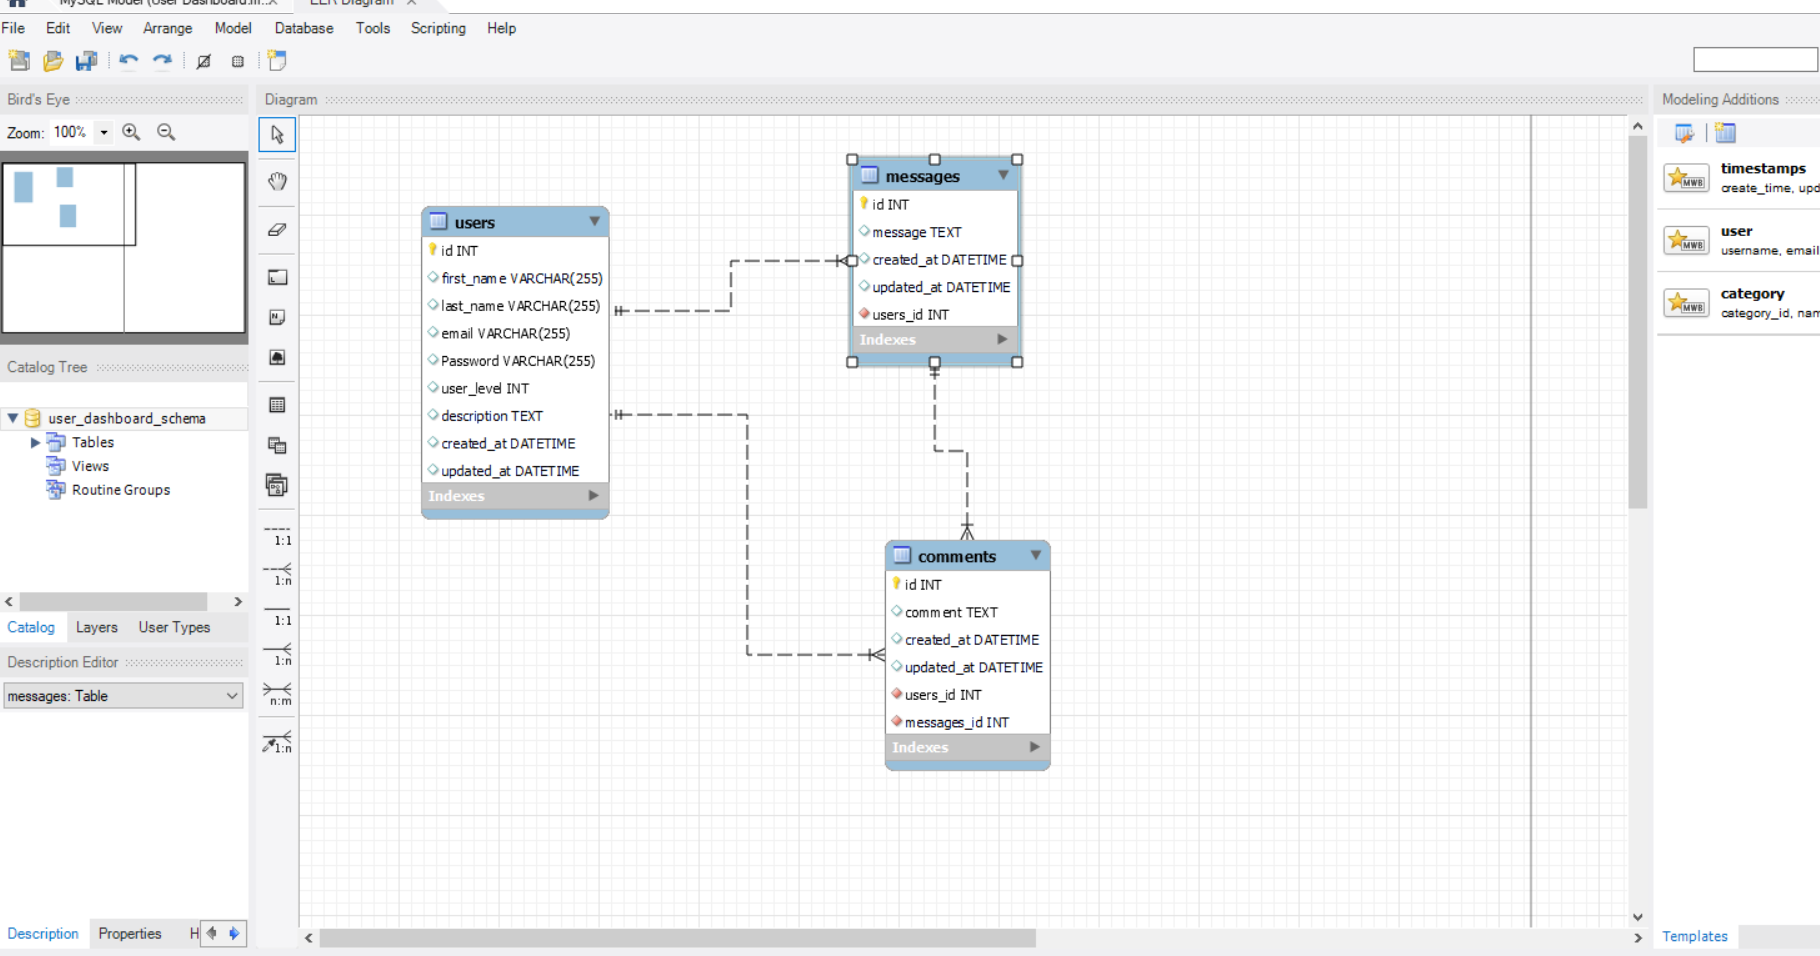 MySQL Model (User Dashboard.m...
EER Diagram
File Edit View Arrange Model Database Tools Scripting Help
Bird's Eye
Zoom: 100%
Catalog Tree
user_dashboard_schema
Tables
Views
Routine Groups
Catalog Layers User Types
Description Editor
messages: Table
Description Properties H
Diagram
1:1
1:n
1:1
1:n
n:m
1:n
users
id INT
first_name VARCHAR(255)
last_name VARCHAR(255)
email VARCHAR(255)
Password VARCHAR(255)
user_level INT
description TEXT
created_at DATETIME
updated_at DATETIME
Indexes
messages
id INT
message TEXT
created_at DATETIME
updated_at DATETIME
users_id INT
Indexes
comments
id INT
comment TEXT
created_at DATETIME
updated_at DATETIME
users_id INT
messages_id INT
Indexes
Modeling Additions
MWB
timestamps
create_time, upd
MWB
user
username, email
MWB
category
category_id, nam
Templates